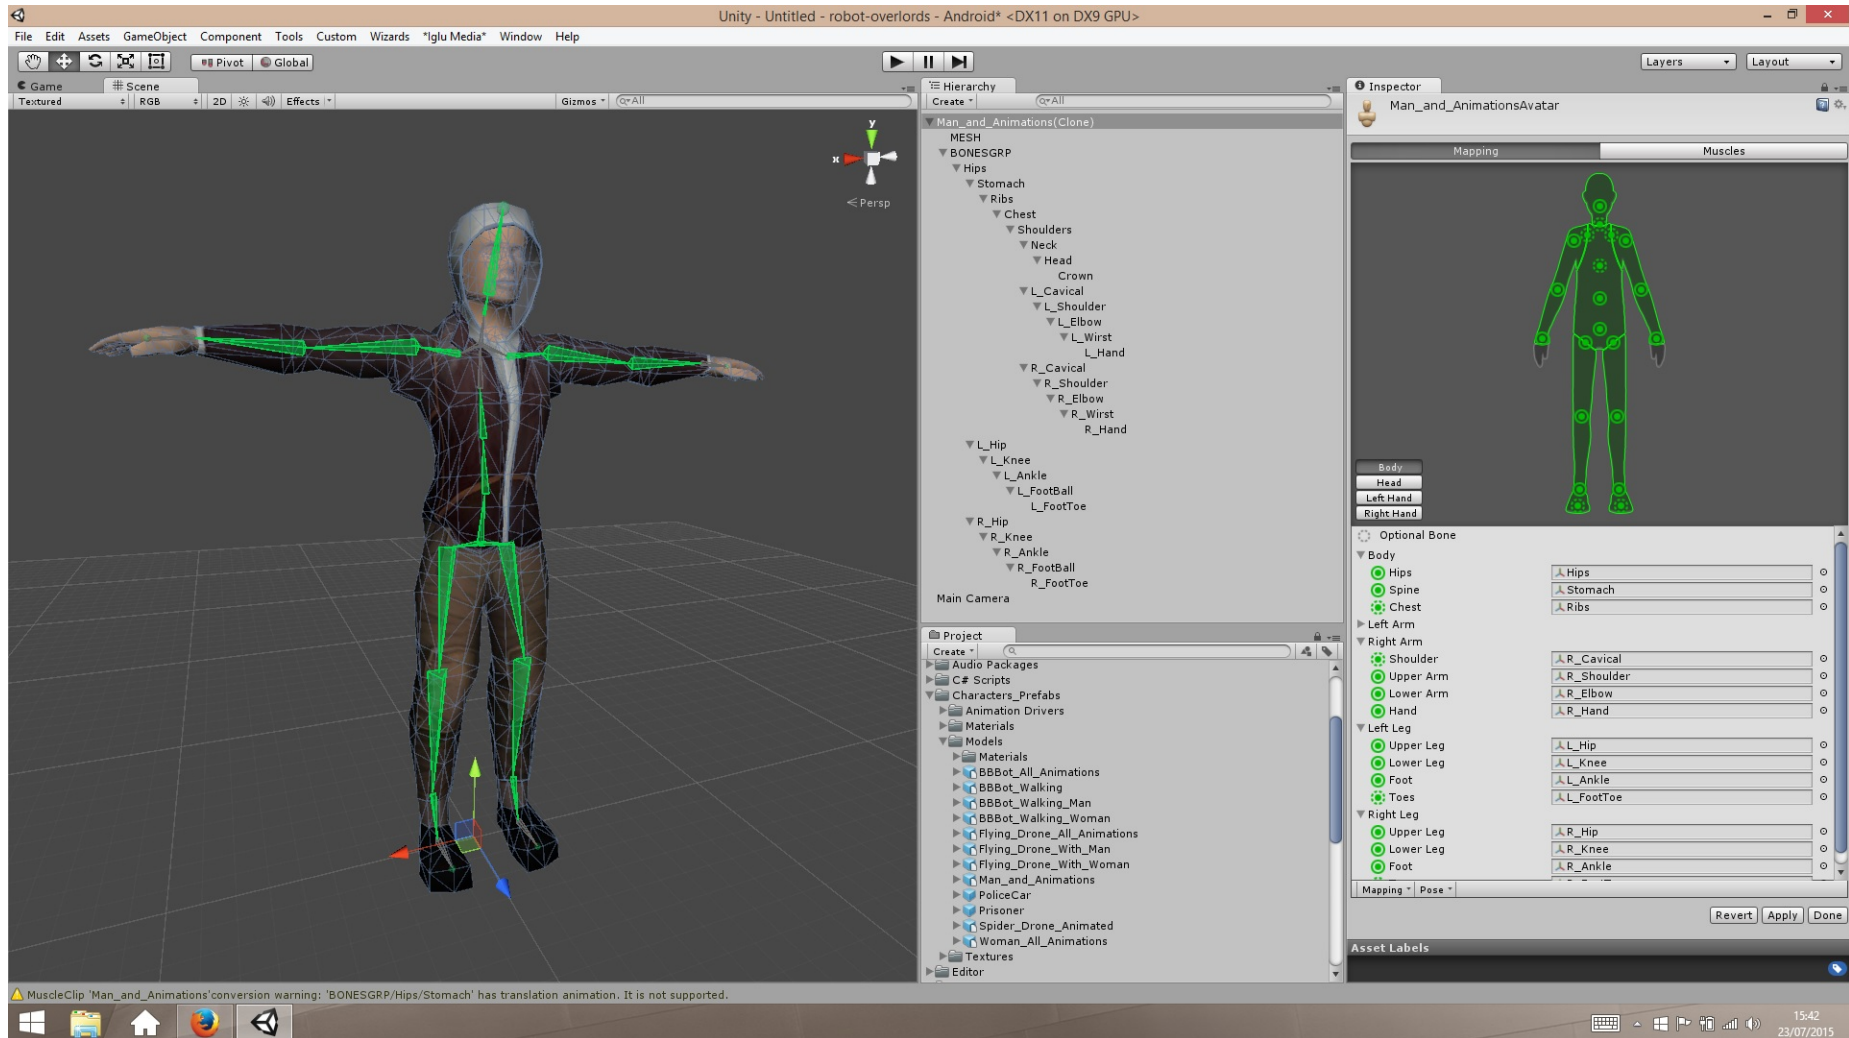 Unity - Untitled - robot-overlords - Android* <DX11 on DX9 GPU>
File Edit Assets GameObject Component Tools Custom Wizards *Iglu Media* Window Help
Pivot Global
Layers Layout
Game Scene
Textured RGB 2D Effects Gizmos All
y
x
Persp
Hierarchy
Create All
Man_and_Animations(Clone)
MESH
BONESGRP
Hips
Stomach
Ribs
Chest
Shoulders
Neck
Head
Crown
L_Cavical
L_Shoulder
L_Elbow
L_Wirst
L_Hand
R_Cavical
R_Shoulder
R_Elbow
R_Wirst
R_Hand
L_Hip
L_Knee
L_Ankle
L_FootBall
L_FootToe
R_Hip
R_Knee
R_Ankle
R_FootBall
R_FootToe
Main Camera
Project
Create
Audio Packages
C# Scripts
Characters_Prefabs
Animation Drivers
Materials
Models
Materials
BBBot_All_Animations
BBBot_Walking
BBBot_Walking_Man
BBBot_Walking_Woman
Flying_Drone_All_Animations
Flying_Drone_With_Man
Flying_Drone_With_Woman
Man_and_Animations
PoliceCar
Prisoner
Spider_Drone_Animated
Woman_All_Animations
Textures
Editor
Inspector
Man_and_AnimationsAvatar
Mapping Muscles
Body
Head
Left Hand
Right Hand
Optional Bone
Body
Hips Hips
Spine Stomach
Chest Ribs
Left Arm
Right Arm
Shoulder R_Cavical
Upper Arm R_Shoulder
Lower Arm R_Elbow
Hand R_Hand
Left Leg
Upper Leg L_Hip
Lower Leg L_Knee
Foot L_Ankle
Toes L_FootToe
Right Leg
Upper Leg R_Hip
Lower Leg R_Knee
Foot R_Ankle
Mapping Pose
Revert Apply Done
Asset Labels
MuscleClip 'Man_and_Animations'conversion warning: 'BONESGRP/Hips/Stomach' has translation animation. It is not supported.
15:42
23/07/2015